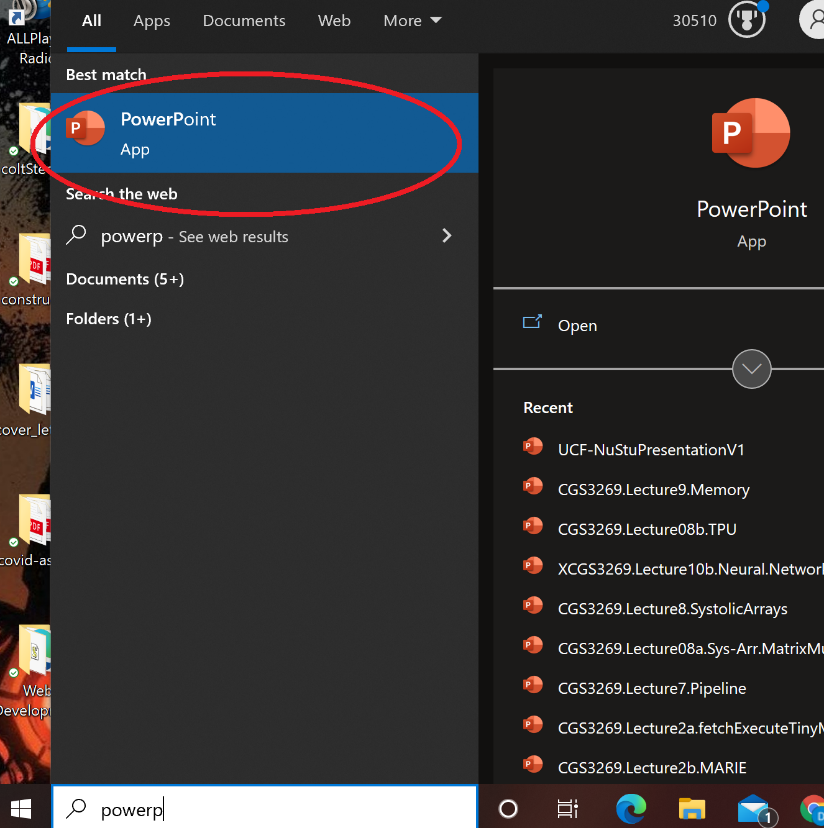 All Apps Documents Web More 30510
ALLPlay
Radio
Best match
PowerPoint
App
Search the web
powerp - See web results
Documents (5+)
Folders (1+)
PowerPoint
App
Open
Recent
UCF-NuStuPresentationV1
CGS3269.Lecture9.Memory
CGS3269.Lecture08b.TPU
XCGS3269.Lecture10b.Neural.Network
CGS3269.Lecture8.SystolicArrays
CGS3269.Lecture08a.Sys-Arr.MatrixMu
CGS3269.Lecture7.Pipeline
CGS3269.Lecture2a.fetchExecuteTinyM
CGS3269.Lecture2b.MARIE
coltSte
constru
cover_le
covid-as
Web
Develop
powerp
1